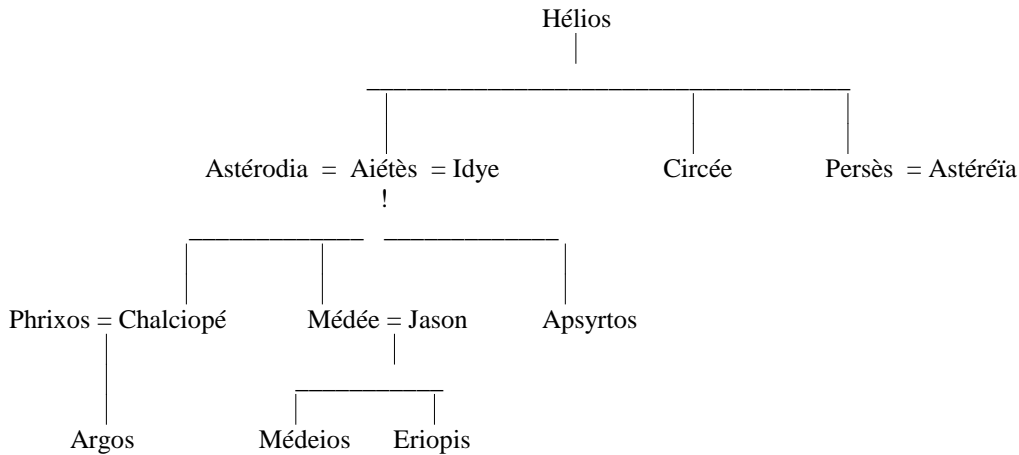 Hélios
Astérodia = Aiétès = Idye Circée Persès = Astéréïa
!
Phrixos = Chalciopé Médée = Jason Apsyrtos
Argos Médeios Eriopis